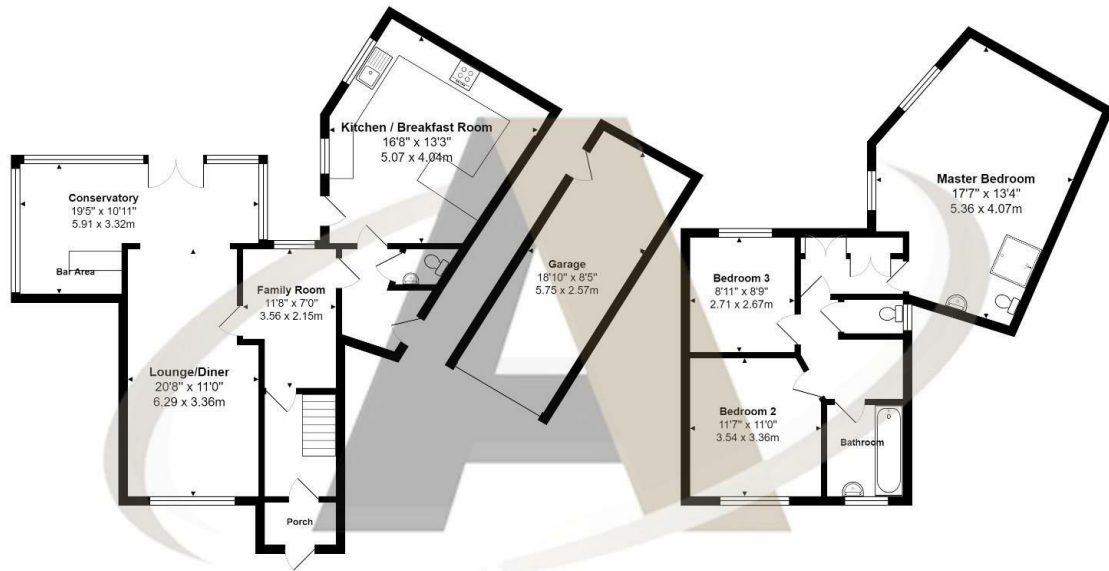 Kitchen / Breakfast Room
16'8" x 13'3"
5.07 x 4.04m
Conservatory
19'5" x 10'11"
5.91 x 3.32m
Bar Area
Family Room
11'8" x 7'0"
3.56 x 2.15m
Garage
18'10" x 8'5"
5.75 x 2.57m
Lounge/Diner
20'8" x 11'0"
6.29 x 3.36m
Porch
Master Bedroom
17'7" x 13'4"
5.36 x 4.07m
Bedroom 3
8'11" x 8'9"
2.71 x 2.67m
Bedroom 2
11'7" x 11'0"
3.54 x 3.36m
Bathroom
A